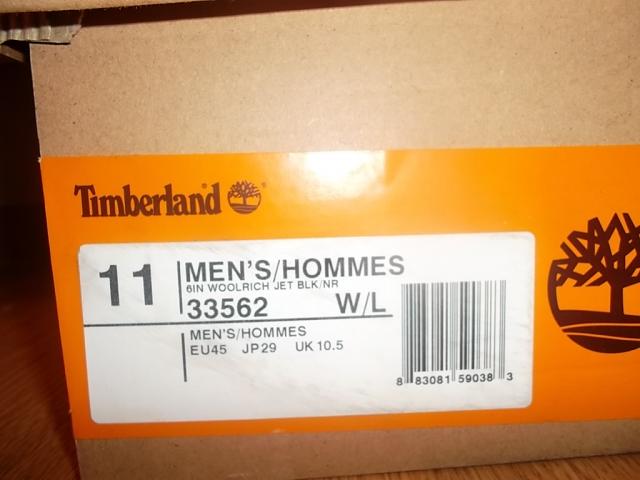 Timberland
11
MEN'S/HOMMES
6IN WOOLRICH JET BLK/NR
33562 W/L
MEN'S/HOMMES
EU45 JP29 UK10.5
8 83081 59038 3